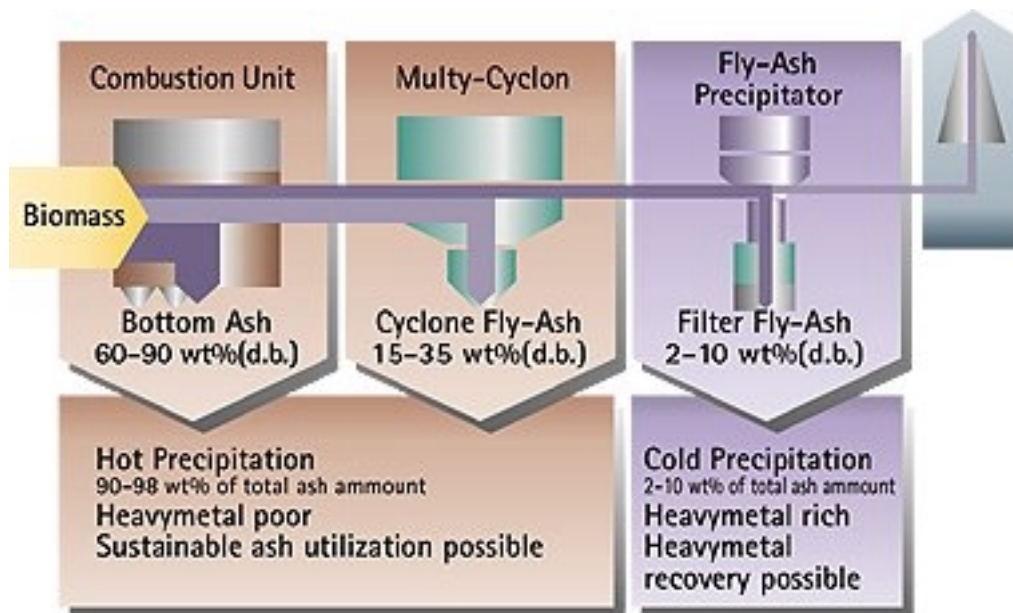 Combustion Unit
Multy-Cyclon
Fly-Ash
Precipitator
Biomass
Bottom Ash
60-90 wt%(d.b.)
Cyclone Fly-Ash
15-35 wt%(d.b.)
Filter Fly-Ash
2-10 wt%(d.b.)
Hot Precipitation
90-98 wt% of total ash ammount
Heavymetal poor
Sustainable ash utilization possible
Cold Precipitation
2-10 wt% of total ash ammount
Heavymetal rich
Heavymetal
recovery possible